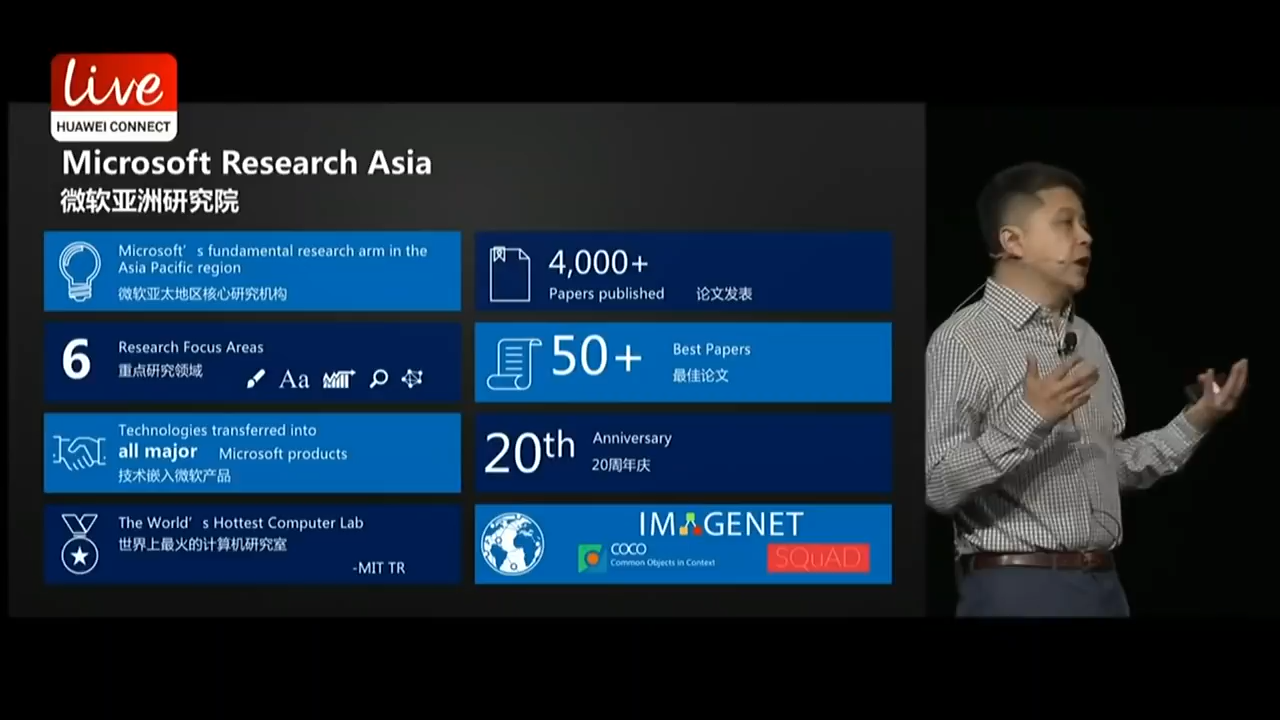 Live
HUAWEI CONNECT
Microsoft Research Asia
微软亚洲研究院
Microsoft's fundamental research arm in the
Asia Pacific region
微软亚太地区核心研究机构
6
Research Focus Areas
重点研究领域
Aa
Technologies transferred into
all major Microsoft products
技术嵌入微软产品
The World's Hottest Computer Lab
世界上最火的计算机研究室
-MIT TR
4,000+
Papers published 论文发表
50+
Best Papers
最佳论文
20th
Anniversary
20周年庆
IMAGENET
COCO
Common Objects in Context
SQuAD